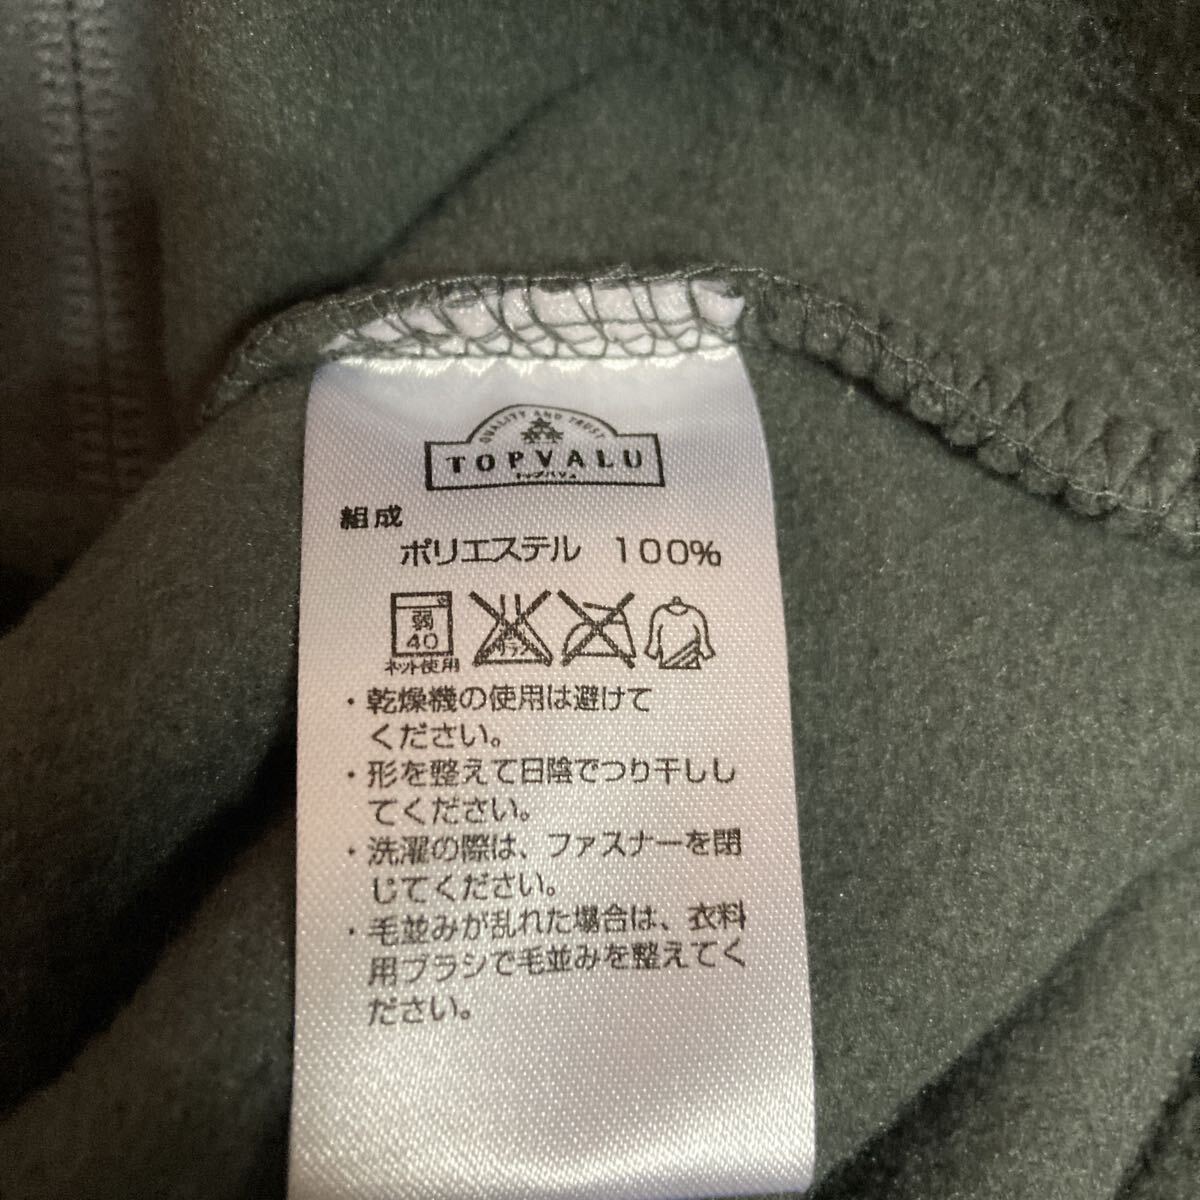 QUALITY AND TRUST
TOPVALU
トップバリュ
組成
ポリエステル 100%
弱
40
ネット使用
・乾燥機の使用は避けて
ください。
・形を整えて日陰でつり干しし
てください。
・洗濯の際は、ファスナーを閉
じてください。
・毛並みが乱れた場合は、衣料
用ブラシで毛並みを整えてく
ださい。